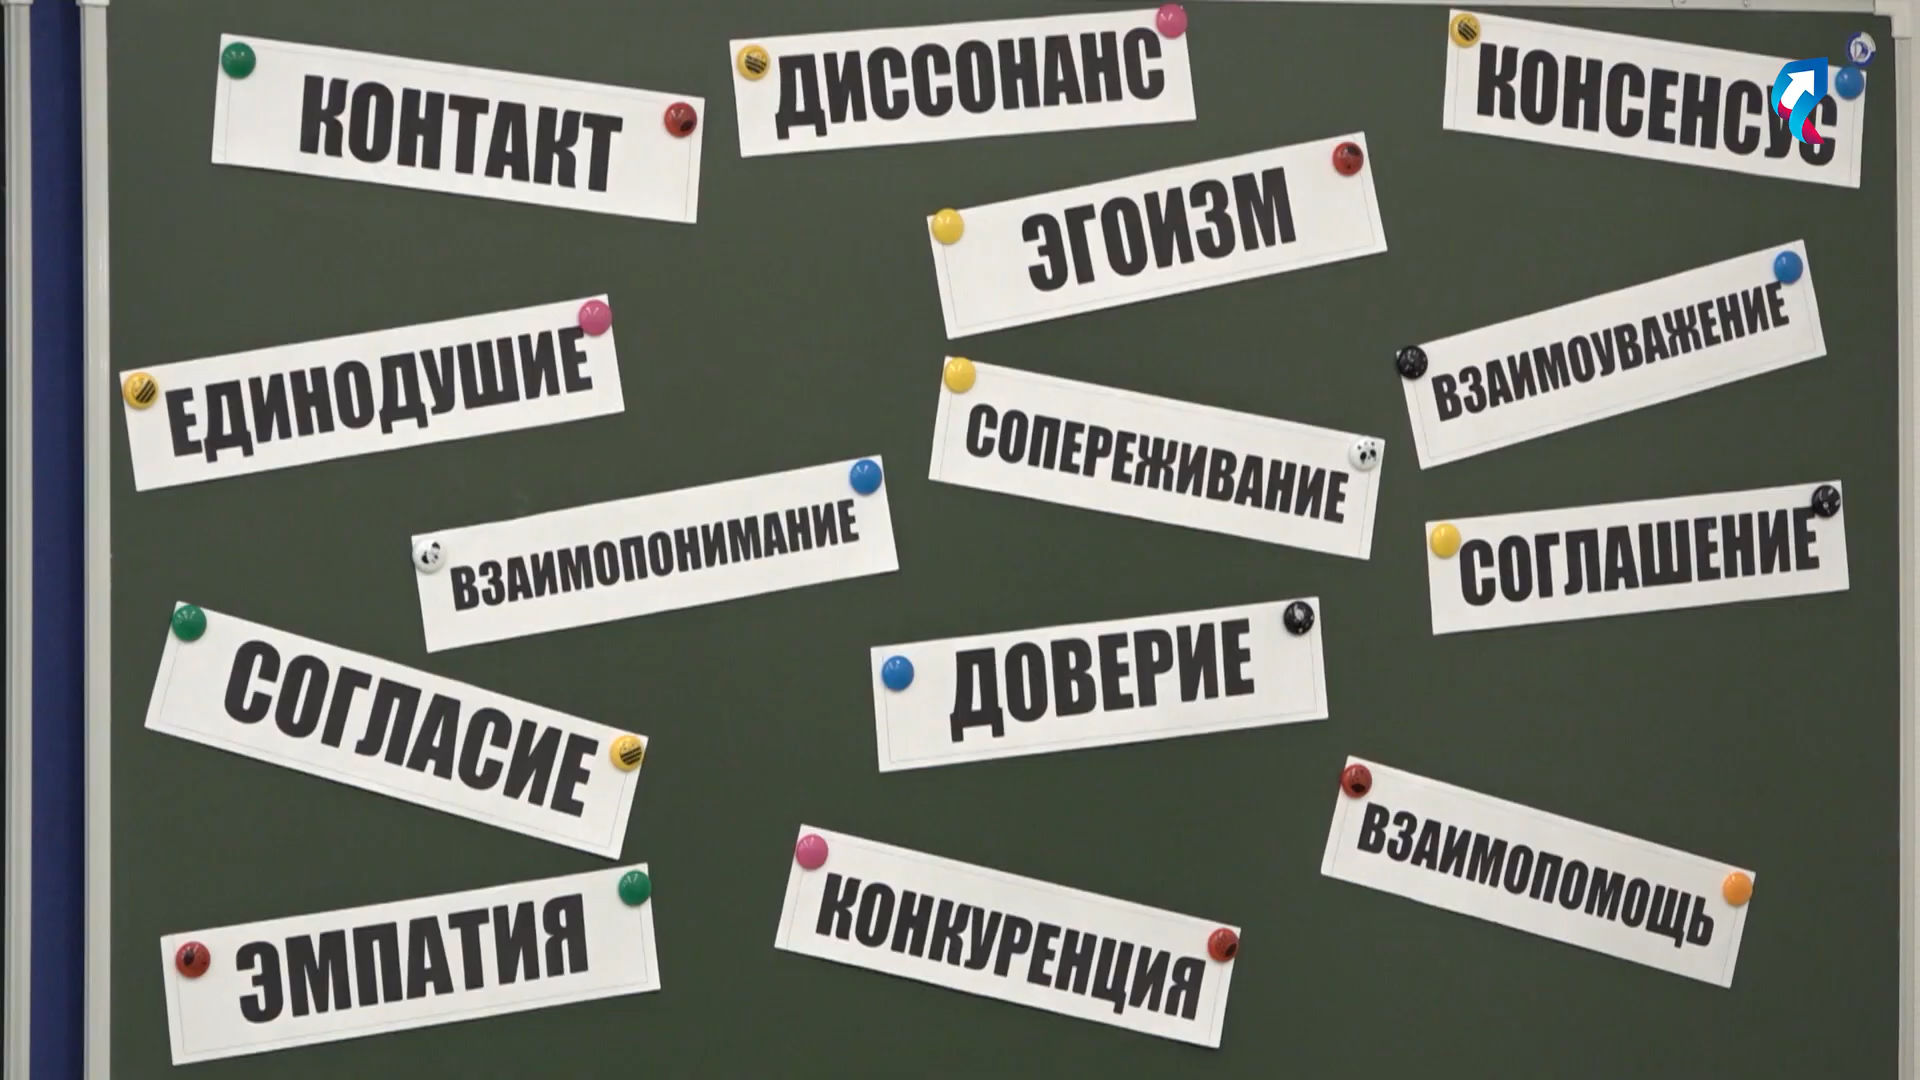 КОНТАКТ
ДИССОНАНС
КОНСЕНСУС
ЭГОИЗМ
ЕДИНОДУШИЕ
ВЗАИМОУВАЖЕНИЕ
СОПЕРЕЖИВАНИЕ
ВЗАИМОПОНИМАНИЕ
СОГЛАШЕНИЕ
СОГЛАСИЕ
ДОВЕРИЕ
ВЗАИМОПОМОЩЬ
ЭМПАТИЯ
КОНКУРЕНЦИЯ